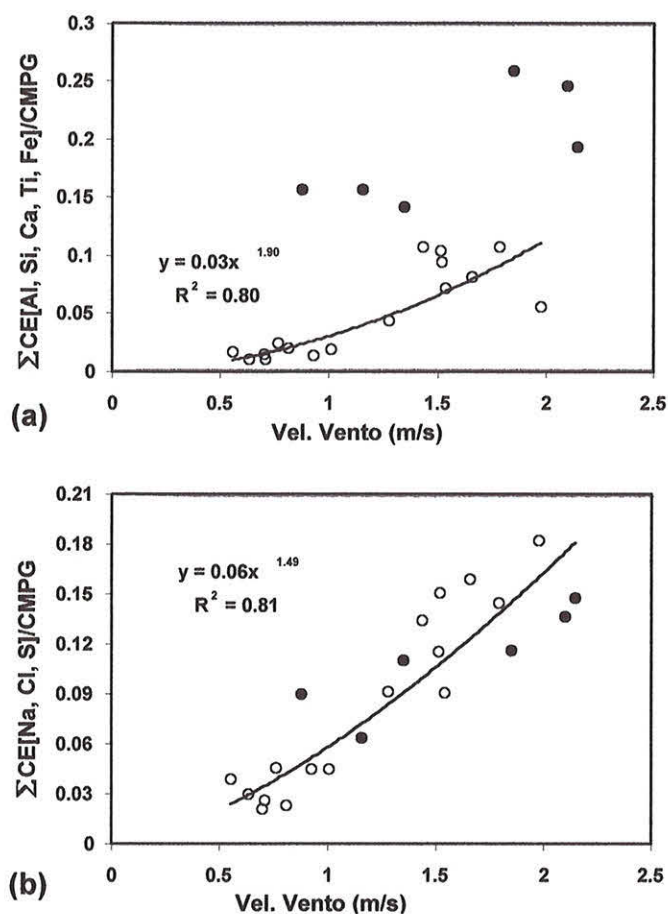 0.3
0.25
0.2
0.15
0.1
0.05
0
y = 0.03x 1.90
R2 = 0.80
0 0.5 1 1.5 2 2.5
∑CE[Al, Si, Ca, Ti, Fe]/CMPG
Vel. Vento (m/s)
(a)
0.21
0.18
0.15
0.12
0.09
0.06
0.03
0
y = 0.06x 1.49
R2 = 0.81
0 0.5 1 1.5 2 2.5
∑CE[Na, Cl, S]/CMPG
Vel. Vento (m/s)
(b)